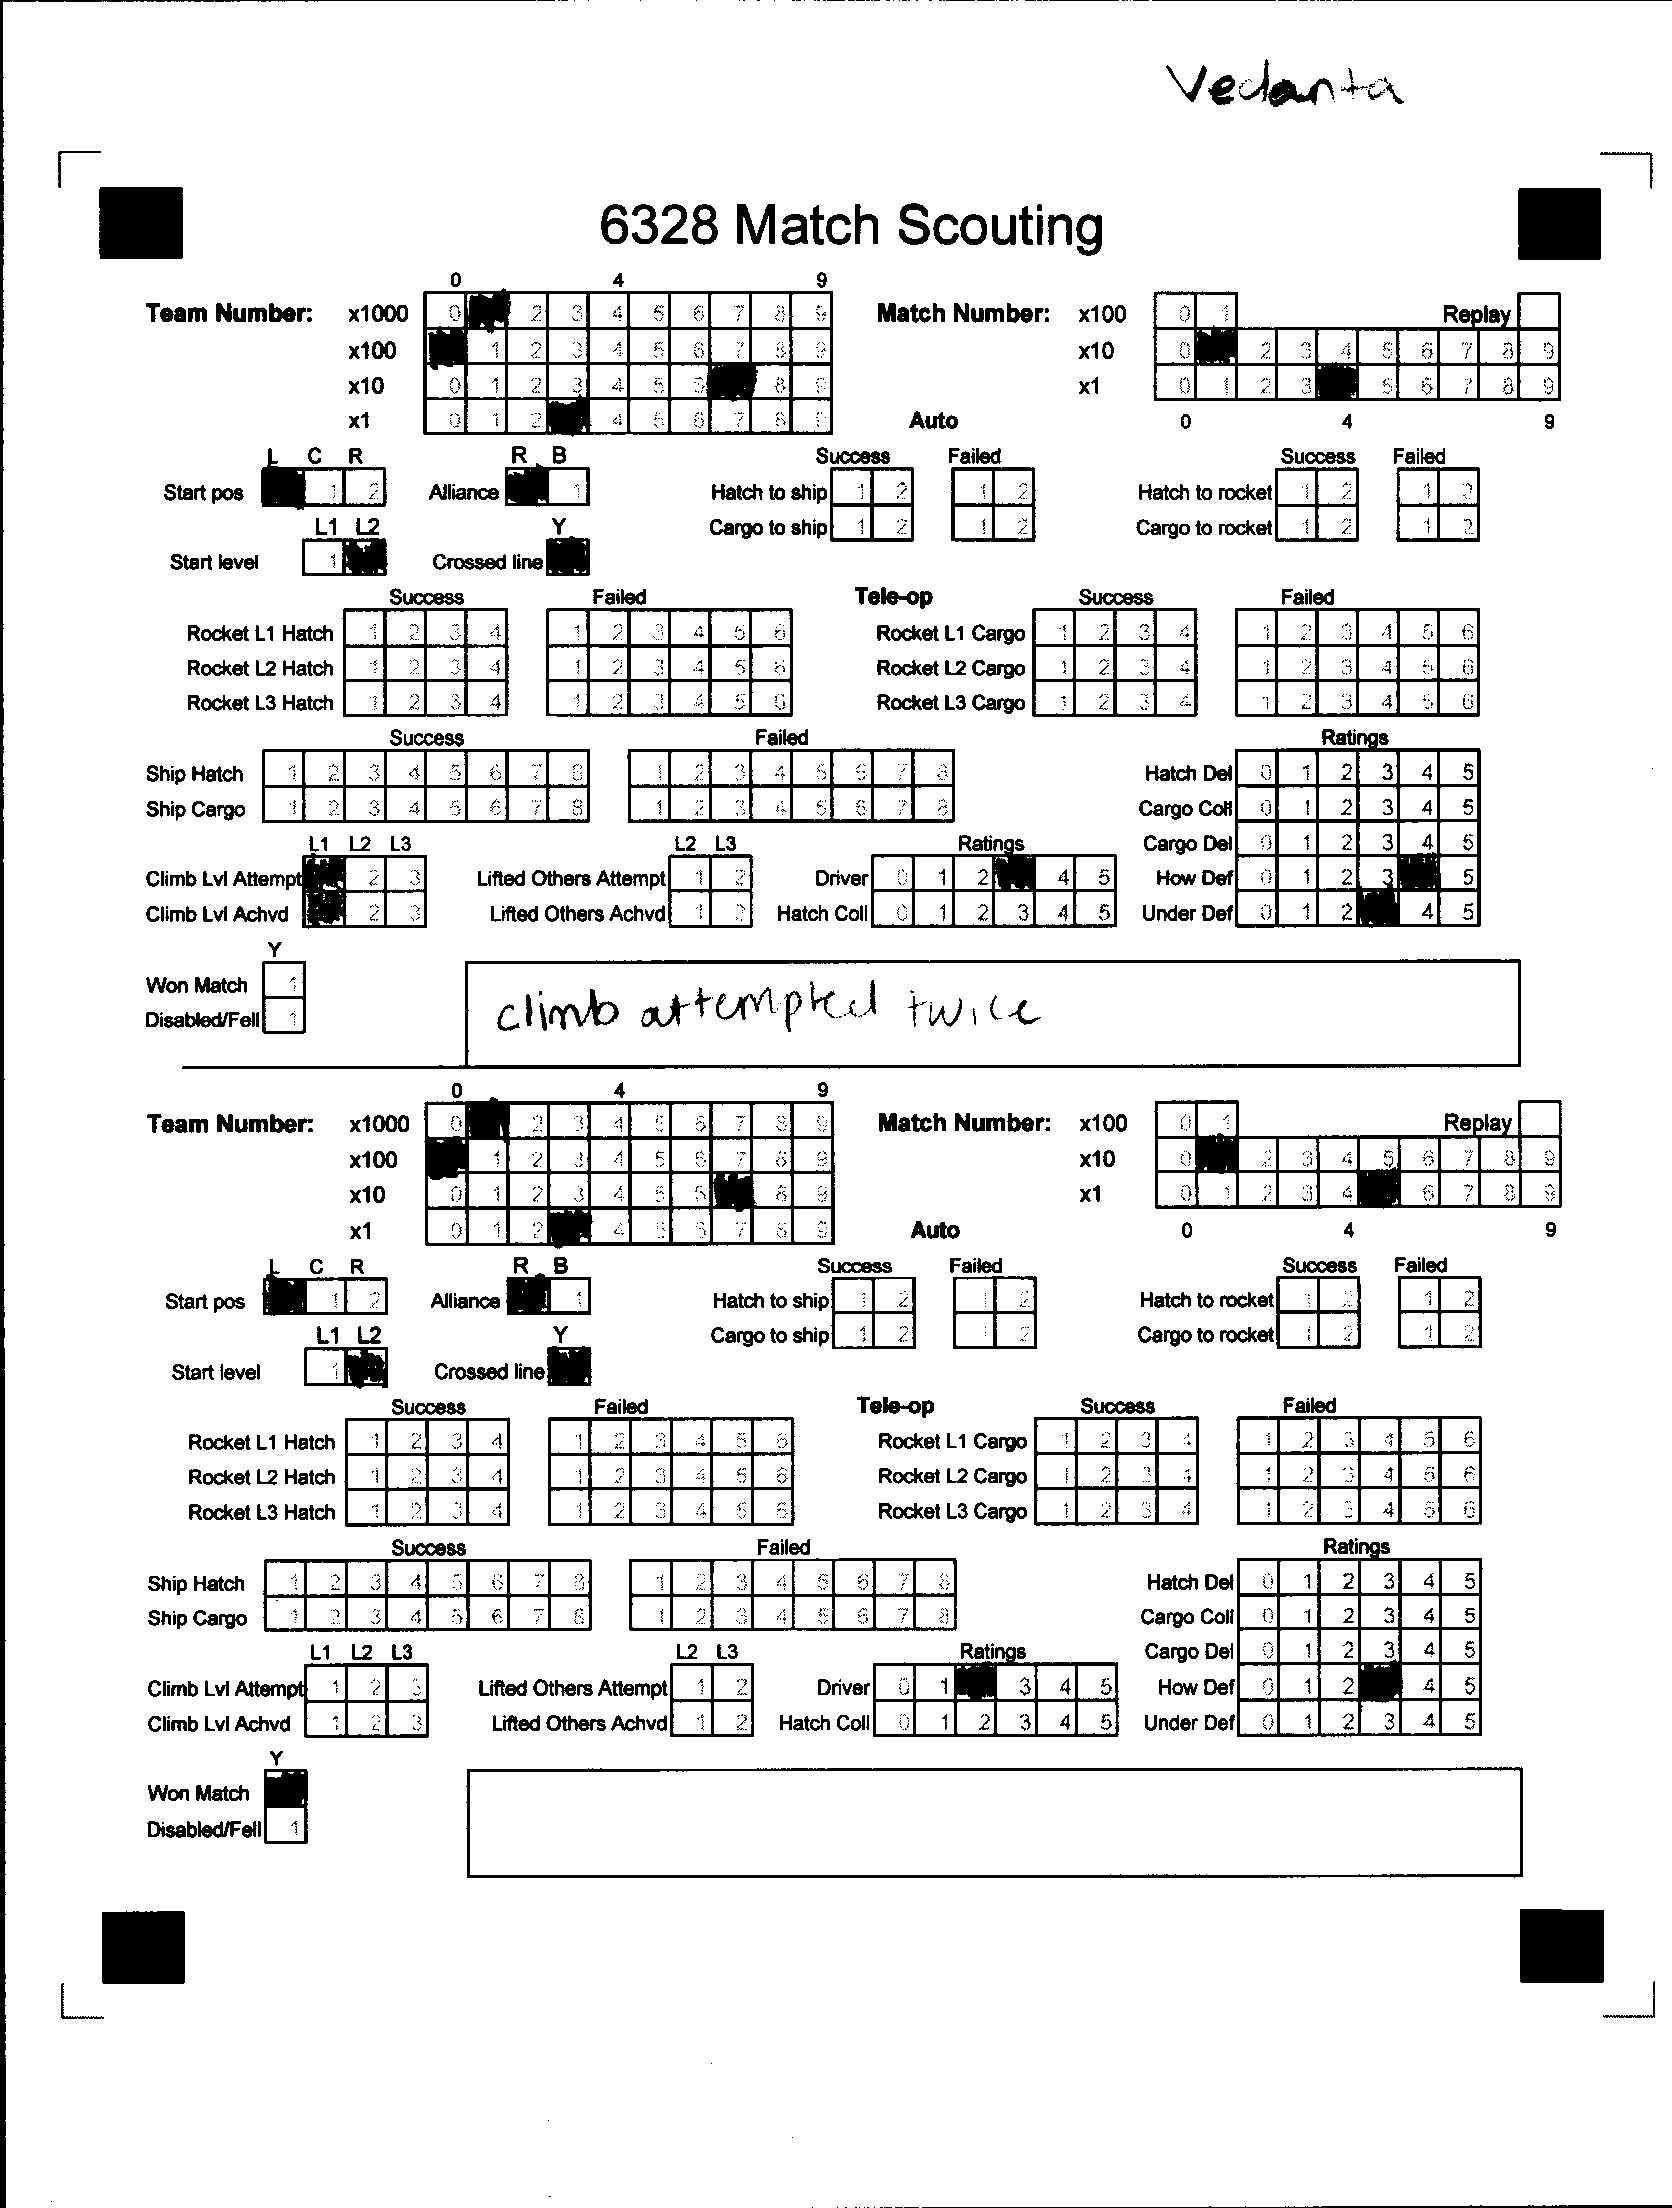 Vedanta
6328 Match Scouting
0 4 9
Team Number: x1000 0 2 3 4 5 6 7 8 9 Match Number: x100 0 1 Replay
x100 1 2 3 4 5 6 7 8 9 x10 0 2 3 4 5 6 7 8 9
x10 0 1 2 3 4 5 6 8 9 x1 0 1 2 3 5 6 7 8 9
x1 0 1 2 4 5 6 7 8 9 Auto 0 4 9
L C R R B Success Failed Success Failed
Start pos 1 2 Alliance 1 Hatch to ship 1 2 1 2 Hatch to rocket 1 2 1 2
L1 L2 Y Cargo to ship 1 2 1 2 Cargo to rocket 1 2 1 2
Start level 1 Crossed line
Success Failed Tele-op Success Failed
Rocket L1 Hatch 1 2 3 4 1 2 3 4 5 6 Rocket L1 Cargo 1 2 3 4 1 2 3 4 5 6
Rocket L2 Hatch 1 2 3 4 1 2 3 4 5 6 Rocket L2 Cargo 1 2 3 4 1 2 3 4 5 6
Rocket L3 Hatch 1 2 3 4 1 2 3 4 5 6 Rocket L3 Cargo 1 2 3 4 1 2 3 4 5 6
Success Failed Ratings
Ship Hatch 1 2 3 4 5 6 7 8 1 2 3 4 5 6 7 8 Hatch Del 0 1 2 3 4 5
Ship Cargo 1 2 3 4 5 6 7 8 1 2 3 4 5 6 7 8 Cargo Coll 0 1 2 3 4 5
L1 L2 L3 L2 L3 Ratings Cargo Del 0 1 2 3 4 5
Climb Lvl Attempt 2 3 Lifted Others Attempt 1 2 Driver 0 1 2 4 5 How Def 0 1 2 3 5
Climb Lvl Achvd 2 3 Lifted Others Achvd 1 2 Hatch Coll 0 1 2 3 4 5 Under Def 0 1 2 4 5
Y
Won Match 1
Disabled/Fell 1
climb attempted twice
0 4 9
Team Number: x1000 0 2 3 4 5 6 7 8 9 Match Number: x100 0 1 Replay
x100 1 2 3 4 5 6 7 8 9 x10 0 2 3 4 5 6 7 8 9
x10 0 1 2 3 4 5 6 8 9 x1 0 1 2 3 4 6 7 8 9
x1 0 1 2 4 5 6 7 8 9 Auto 0 4 9
L C R R B Success Failed Success Failed
Start pos 1 2 Alliance 1 Hatch to ship 1 2 1 2 Hatch to rocket 1 2 1 2
L1 L2 Y Cargo to ship 1 2 1 2 Cargo to rocket 1 2 1 2
Start level 1 Crossed line
Success Failed Tele-op Success Failed
Rocket L1 Hatch 1 2 3 4 1 2 3 4 5 6 Rocket L1 Cargo 1 2 3 4 1 2 3 4 5 6
Rocket L2 Hatch 1 2 3 4 1 2 3 4 5 6 Rocket L2 Cargo 1 2 3 4 1 2 3 4 5 6
Rocket L3 Hatch 1 2 3 4 1 2 3 4 5 6 Rocket L3 Cargo 1 2 3 4 1 2 3 4 5 6
Success Failed Ratings
Ship Hatch 1 2 3 4 5 6 7 8 1 2 3 4 5 6 7 8 Hatch Del 0 1 2 3 4 5
Ship Cargo 1 2 3 4 5 6 7 8 1 2 3 4 5 6 7 8 Cargo Coll 0 1 2 3 4 5
L1 L2 L3 L2 L3 Ratings Cargo Del 0 1 2 3 4 5
Climb Lvl Attempt 1 2 3 Lifted Others Attempt 1 2 Driver 0 1 3 4 5 How Def 0 1 2 4 5
Climb Lvl Achvd 1 2 3 Lifted Others Achvd 1 2 Hatch Coll 0 1 2 3 4 5 Under Def 0 1 2 3 4 5
Y
Won Match
Disabled/Fell 1